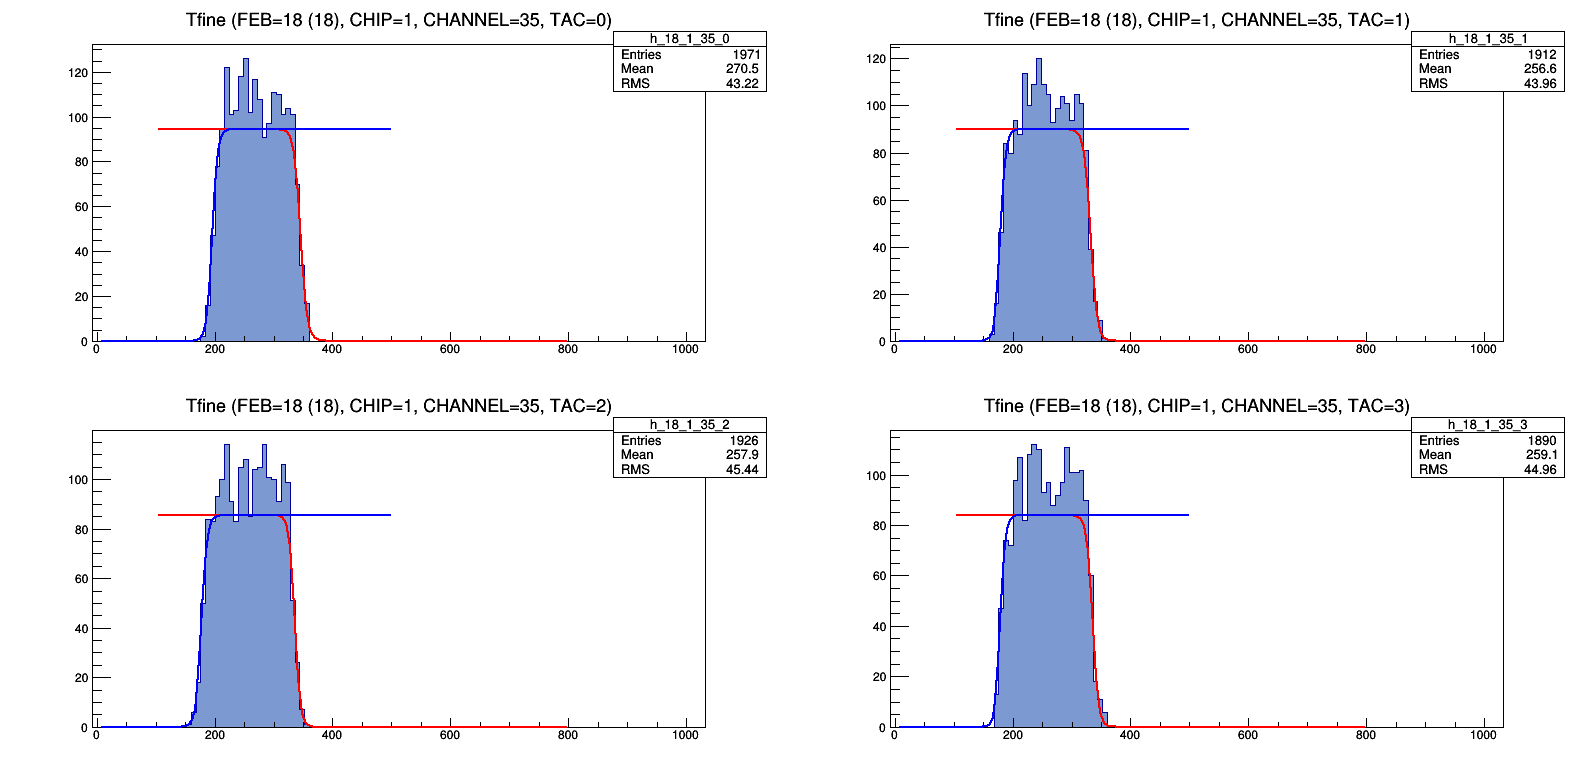 Tfine (FEB=18 (18), CHIP=1, CHANNEL=35, TAC=0)
h_18_1_35_0
Entries 1971
Mean 270.5
RMS 43.22
120
100
80
60
40
20
0
0 200 400 600 800 1000
Tfine (FEB=18 (18), CHIP=1, CHANNEL=35, TAC=1)
h_18_1_35_1
Entries 1912
Mean 256.6
RMS 43.96
120
100
80
60
40
20
0
0 200 400 600 800 1000
Tfine (FEB=18 (18), CHIP=1, CHANNEL=35, TAC=2)
h_18_1_35_2
Entries 1926
Mean 257.9
RMS 45.44
100
80
60
40
20
0
0 200 400 600 800 1000
Tfine (FEB=18 (18), CHIP=1, CHANNEL=35, TAC=3)
h_18_1_35_3
Entries 1890
Mean 259.1
RMS 44.96
100
80
60
40
20
0
0 200 400 600 800 1000